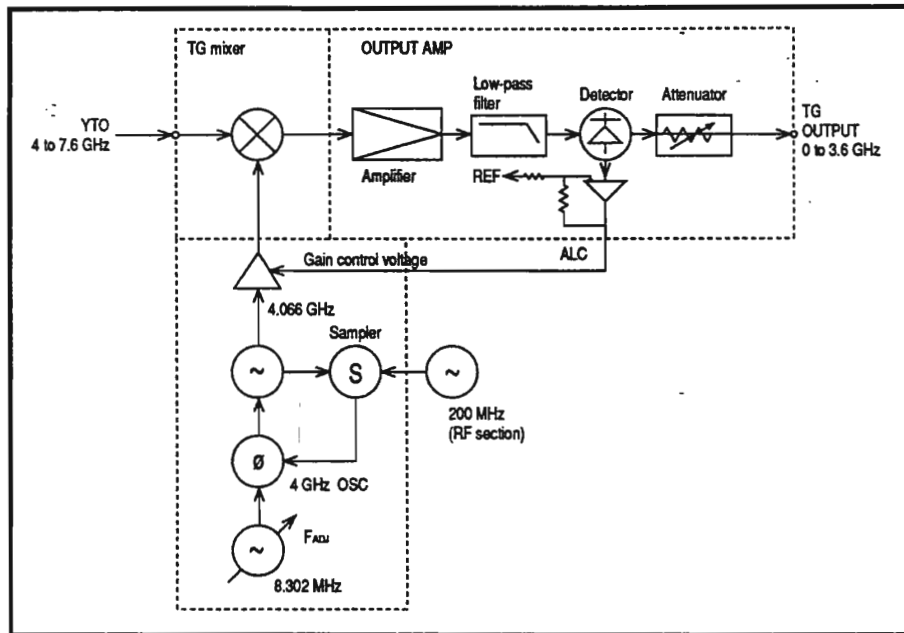 TG mixer
OUTPUT AMP
YTO
4 to 7.6 GHz
Low-pass
filter
Detector
Attenuator
TG
OUTPUT
0 to 3.6 GHz
Amplifier
REF
ALC
Gain control voltage
4.066 GHz
Sampler
~
S
~
200 MHz
(RF section)
ø
4 GHz OSC
~
FADJ
8.302 MHz